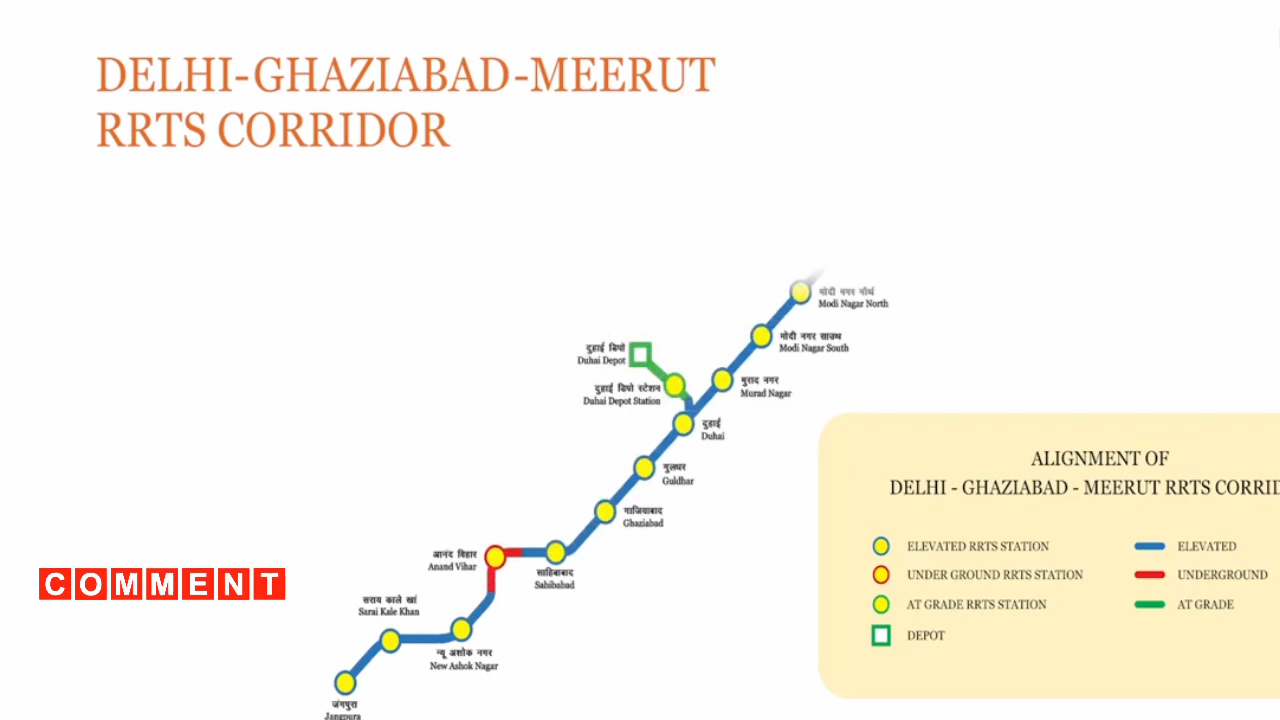 DELHI-GHAZIABAD-MEERUT
RRTS CORRIDOR
मोदी नगर नॉर्थ
Modi Nagar North
मोदी नगर साउथ
Modi Nagar South
दुहाई डिपो
Duhai Depot
मुराद नगर
Murad Nagar
दुहाई डिपो स्टेशन
Duhai Depot Station
दुहाई
Duhai
गुलधर
Guldhar
गाजियाबाद
Ghaziabad
आनंद विहार
Anand Vihar
साहिबाबाद
Sahibabad
सराय काले खां
Sarai Kale Khan
न्यू अशोक नगर
New Ashok Nagar
जंगपुरा
Jangpura
COMMENT
ALIGNMENT OF
DELHI - GHAZIABAD - MEERUT RRTS CORRID
ELEVATED RRTS STATION
UNDER GROUND RRTS STATION
AT GRADE RRTS STATION
DEPOT
ELEVATED
UNDERGROUND
AT GRADE